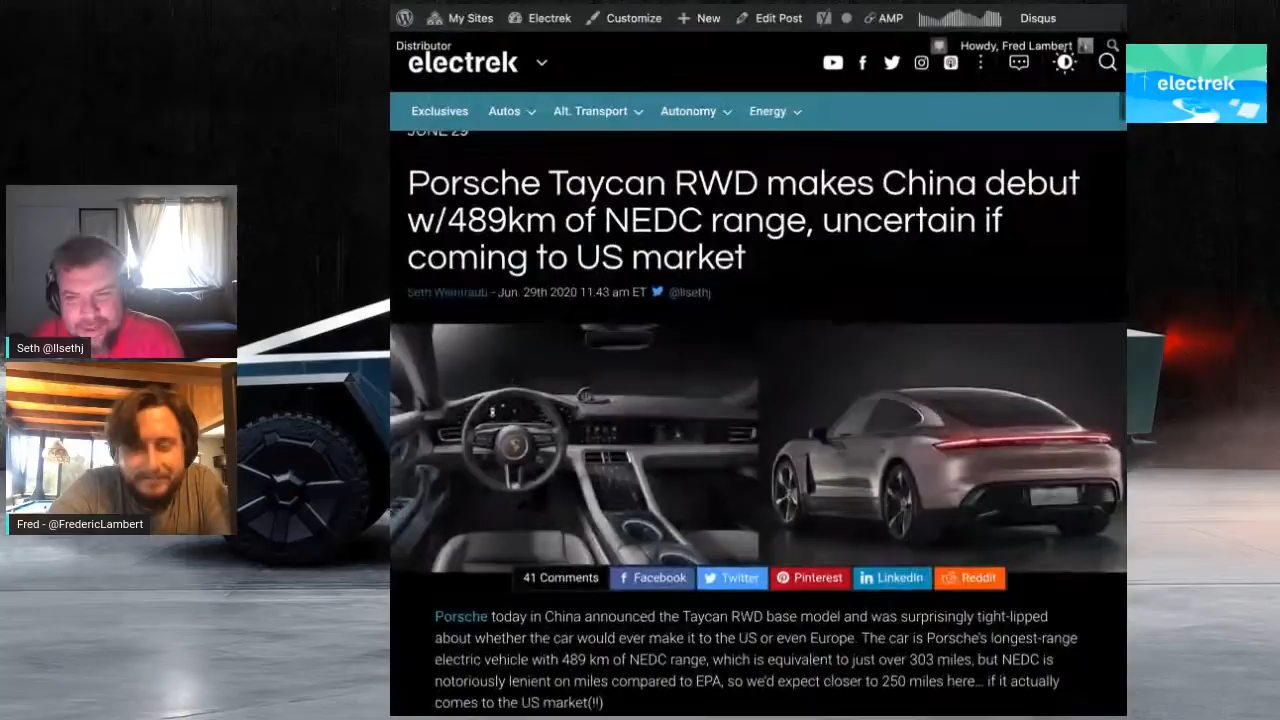 My Sites Electrek Customize New Edit Post AMP Disqus
Distributor Howdy, Fred Lambert
electrek
electrek
Exclusives Autos Alt. Transport Autonomy Energy
JUNE 29
Porsche Taycan RWD makes China debut
w/489km of NEDC range, uncertain if
coming to US market
Seth Weintraub - Jun. 29th 2020 11:43 am ET @llsethj
Seth @llsethj
Fred - @FredericLambert
41 Comments Facebook Twitter Pinterest LinkedIn Reddit
Porsche today in China announced the Taycan RWD base model and was surprisingly tight-lipped
about whether the car would ever make it to the US or even Europe. The car is Porsche's longest-range
electric vehicle with 489 km of NEDC range, which is equivalent to just over 303 miles, but NEDC is
notoriously lenient on miles compared to EPA, so we'd expect closer to 250 miles here... if it actually
comes to the US market(!!)